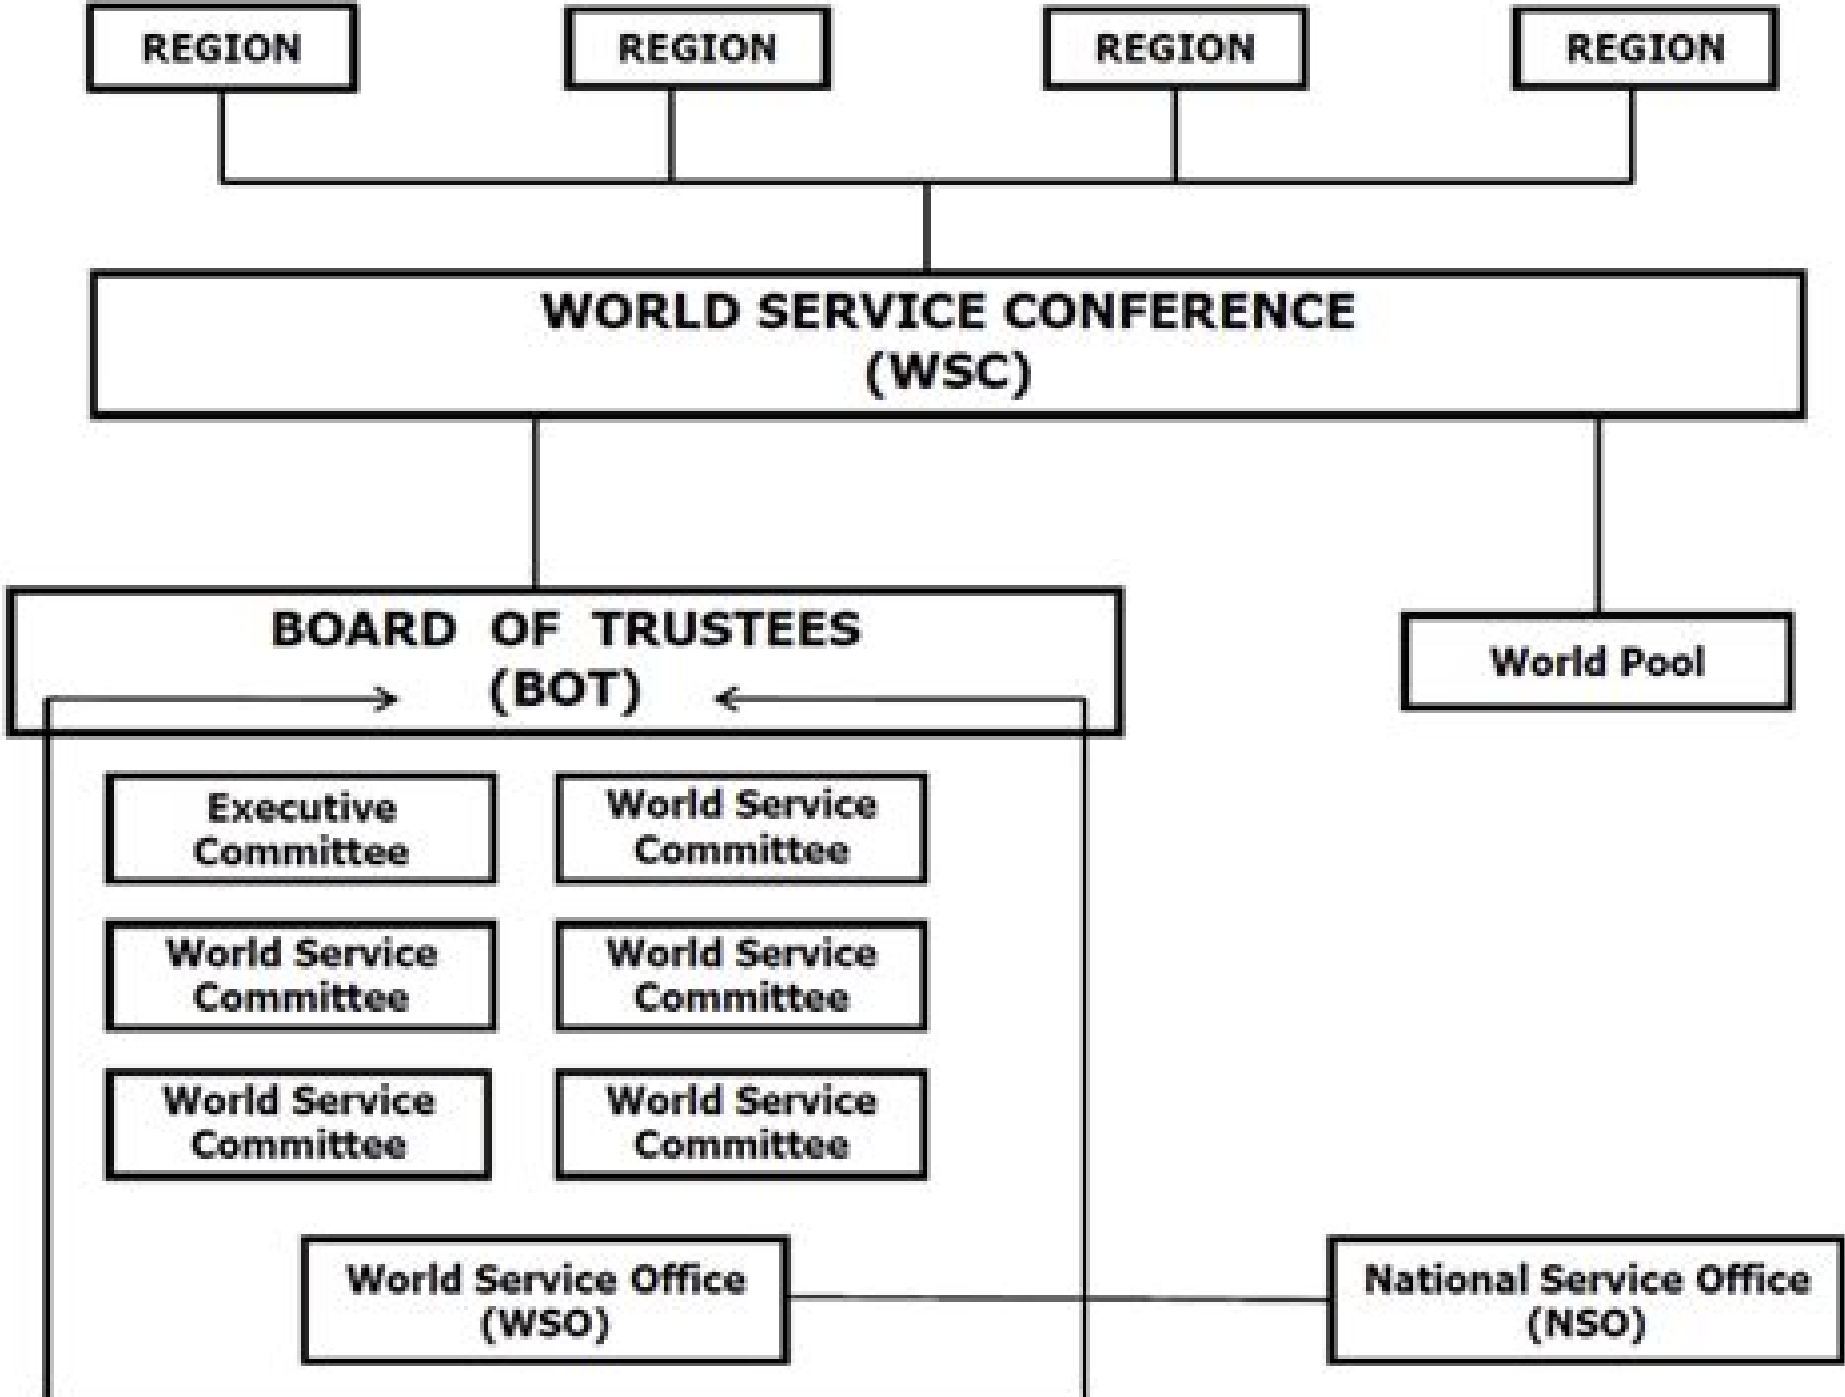 REGION
REGION
REGION
REGION
WORLD SERVICE CONFERENCE
(WSC)
BOARD OF TRUSTEES
(BOT)
World Pool
Executive
Committee
World Service
Committee
World Service
Committee
World Service
Committee
World Service
Committee
World Service
Committee
World Service Office
(WSO)
National Service Office
(NSO)